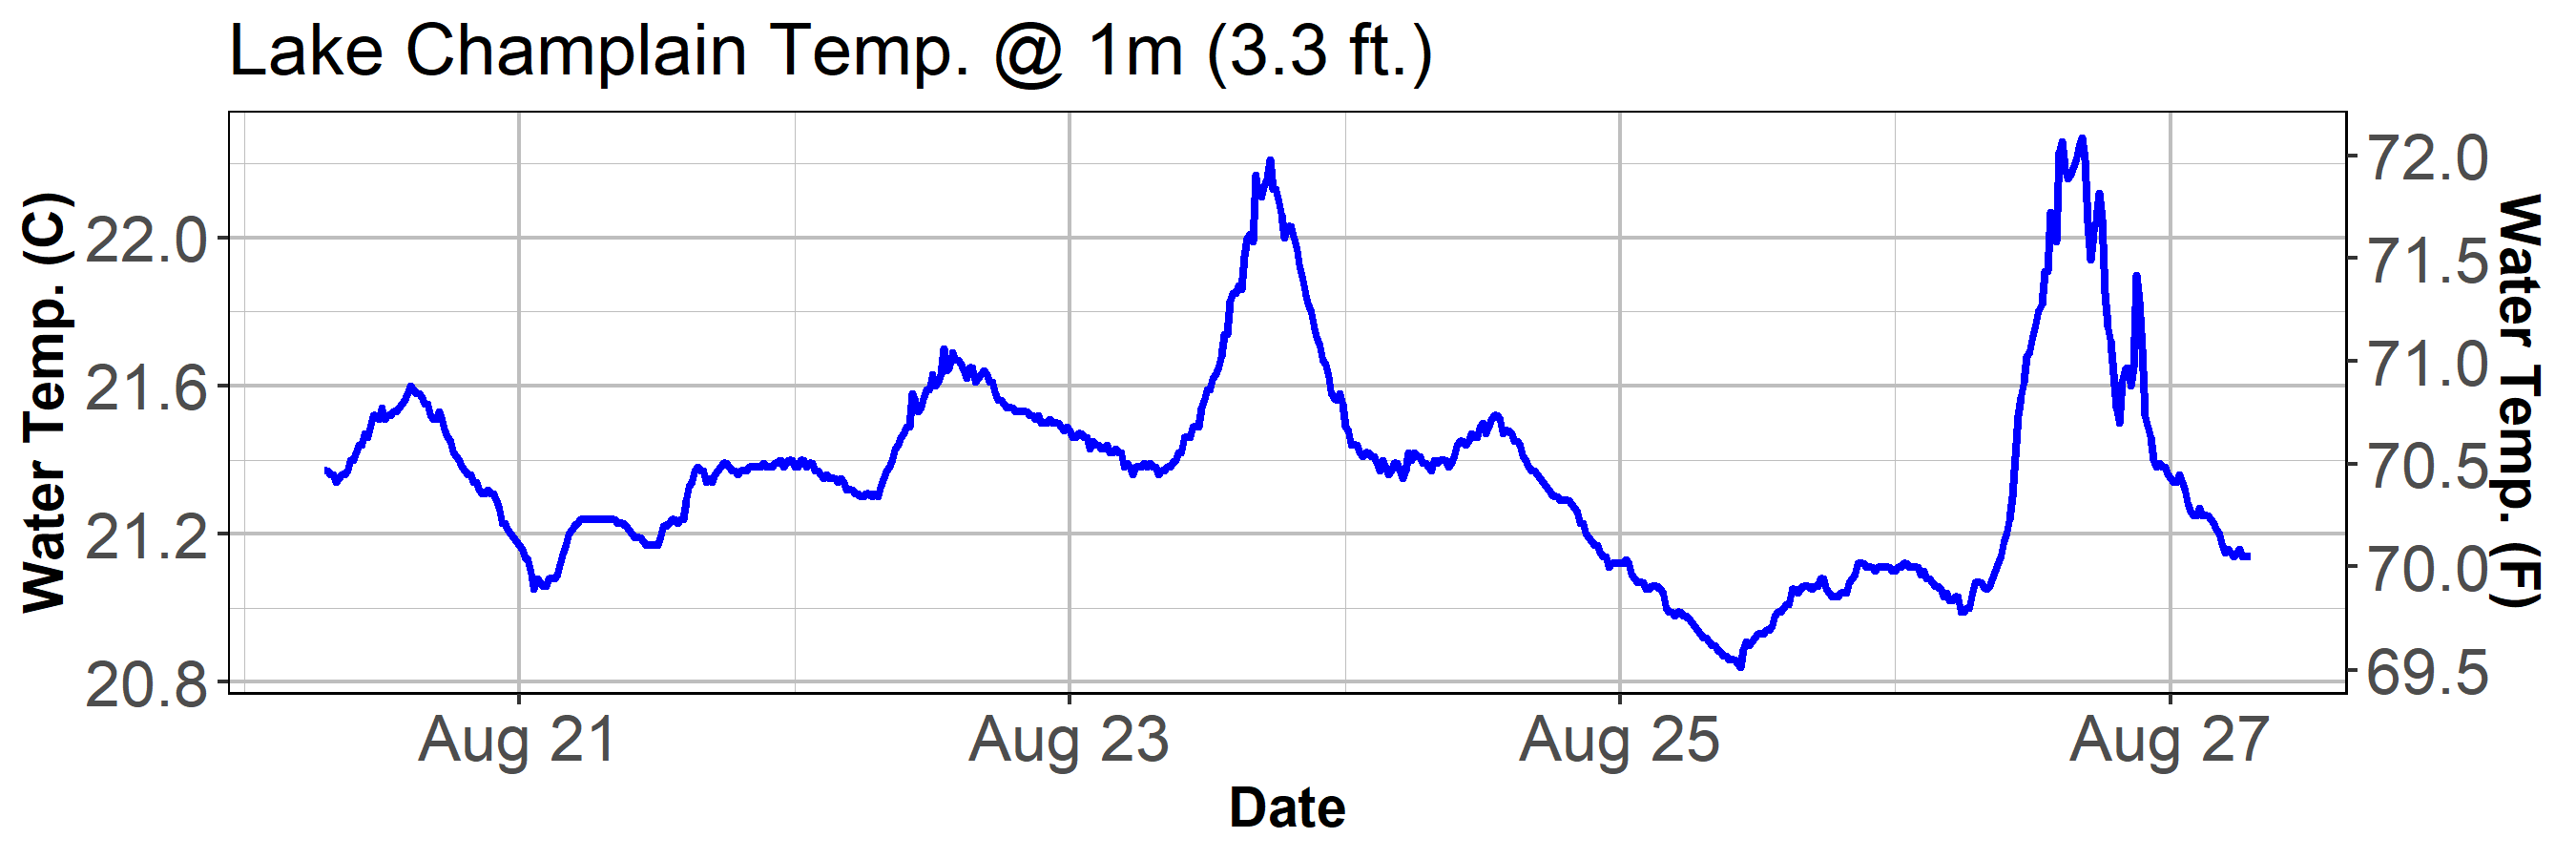 Lake Champlain Temp. @ 1m (3.3 ft.)
Water Temp. (C)
22.0
21.6
21.2
20.8
72.0
71.5
71.0
70.5
70.0
69.5
Water Temp. (F)
Aug 21
Aug 23
Aug 25
Aug 27
Date